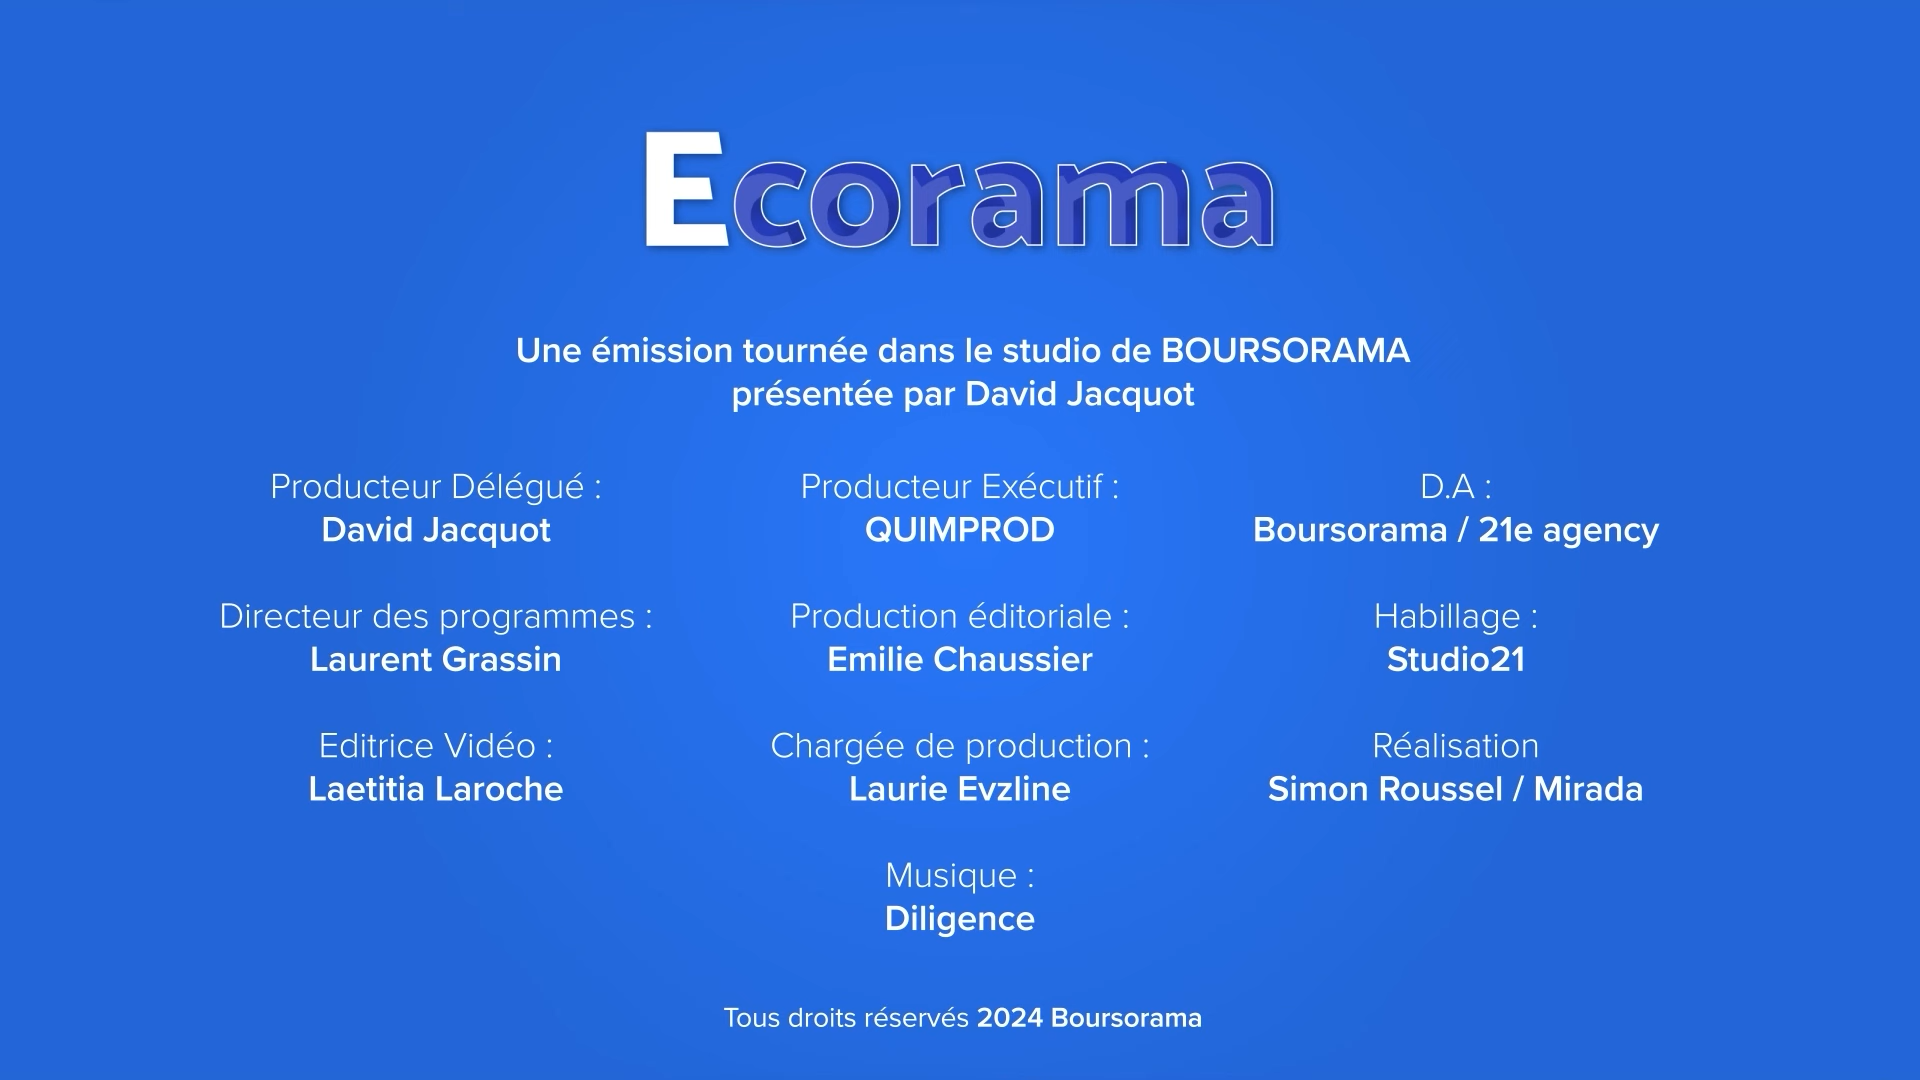 Ecorama
Une émission tournée dans le studio de BOURSORAMA
présentée par David Jacquot
Producteur Délégué :
David Jacquot
Producteur Exécutif :
QUIMPROD
D.A :
Boursorama / 21e agency
Directeur des programmes :
Laurent Grassin
Production éditoriale :
Emilie Chaussier
Habillage :
Studio21
Editrice Vidéo :
Laetitia Laroche
Chargée de production :
Laurie Evzline
Réalisation
Simon Roussel / Mirada
Musique :
Diligence
Tous droits réservés 2024 Boursorama